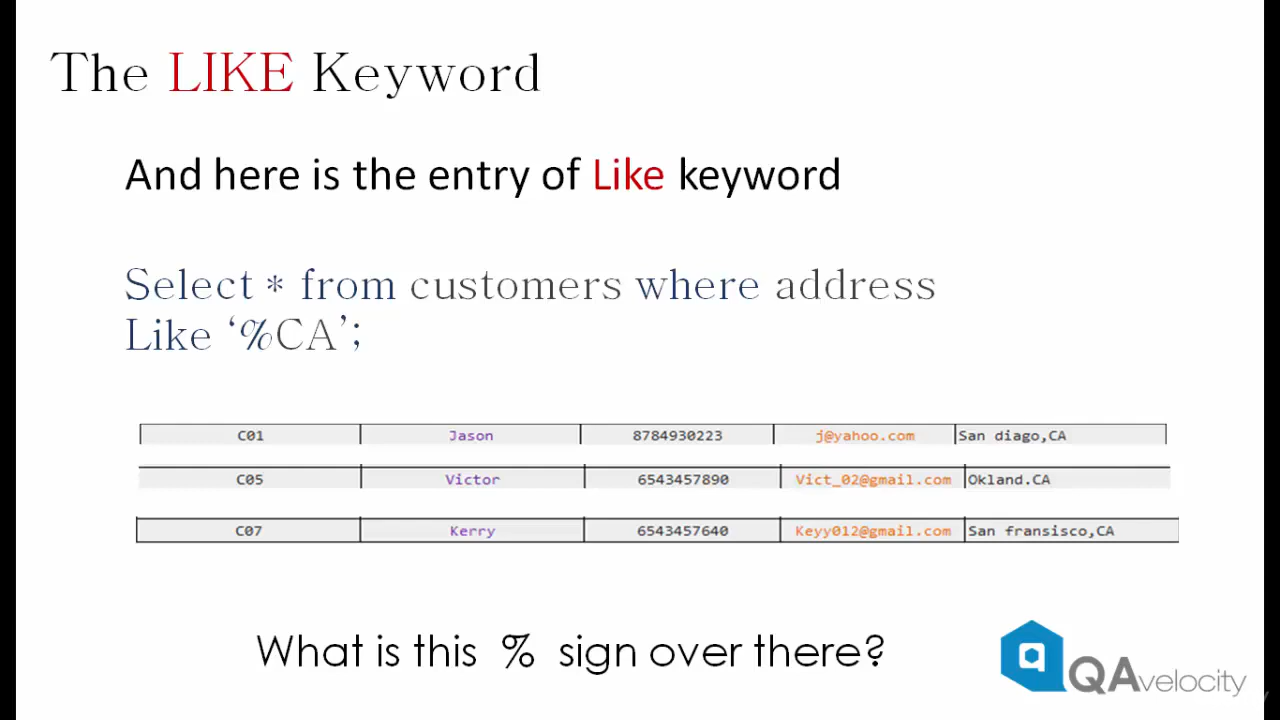 The LIKE Keyword
And here is the entry of Like keyword
Select * from customers where address
Like ‘%CA’;
C01 Jason 8784930223 j@yahoo.com San diago,CA
C05 Victor 6543457890 Vict_02@gmail.com Okland.CA
C07 Kerry 6543457640 Keyy012@gmail.com San fransisco,CA
What is this % sign over there?
QAvelocity